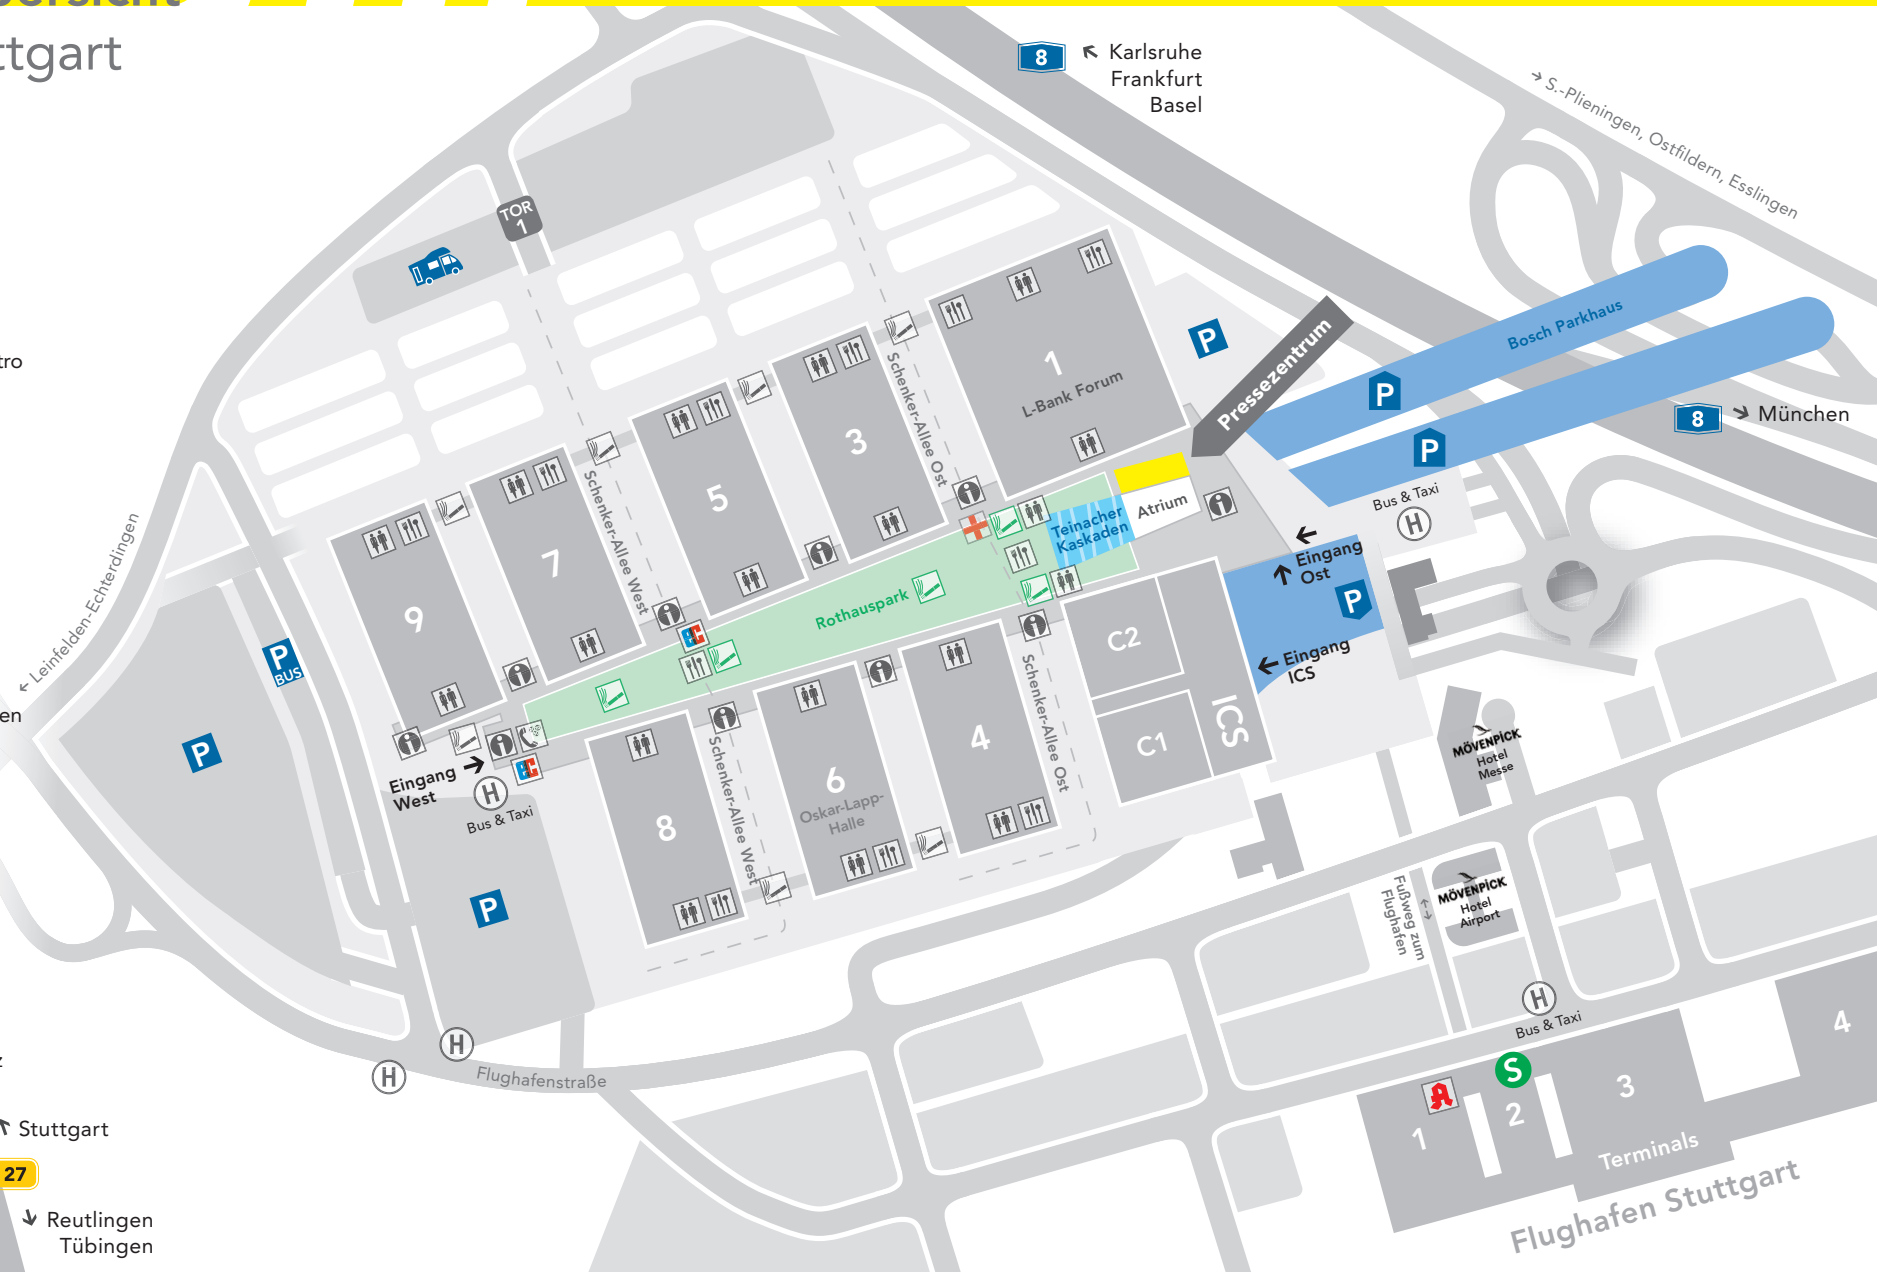 ttgart
8
Karlsruhe
Frankfurt
Basel
S.-Plieningen, Ostfildern, Esslingen
TOR
1
Bosch Parkhaus
P
P
P
Pressezentrum
8
München
1
L-Bank Forum
Schenker-Allee Ost
3
5
Schenker-Allee West
7
9
Leinfelden-Echterdingen
tro
en
P
BUS
P
Bus & Taxi
H
Atrium
Teinacher
Kaskaden
Rothauspark
EC
Eingang
Ost
P
Eingang
ICS
C2
C1
ICS
Schenker-Allee Ost
4
6
Oskar-Lapp-
Halle
Schenker-Allee West
8
EC
Eingang
West
H
Bus & Taxi
P
MÖVENPICK
Hotel
Messe
MÖVENPICK
Hotel
Airport
Fußweg zum
Flughafen
H
Bus & Taxi
S
A
1
2
3
4
Terminals
Flughafen Stuttgart
H
H
Flughafenstraße
Stuttgart
27
Reutlingen
Tübingen